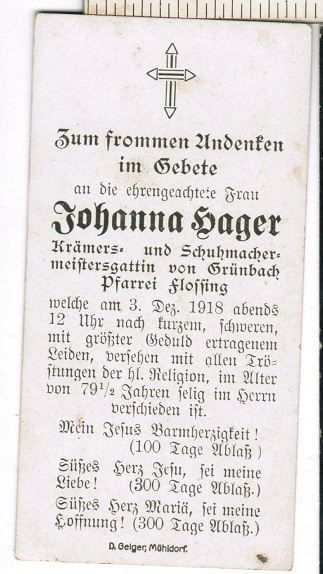 Zum frommen Andenken
im Gebete
an die ehrengeachtete Frau
Johanna Hager
Krämers- und Schuhmacher-
meistersgattin von Grünbach
Pfarrei Flossing
welche am 3. Dez. 1918 abends
12 Uhr nach kurzem, schweren,
mit größter Geduld ertragenem
Leiden, versehen mit allen Trö-
stungen der hl. Religion, im Alter
von 79½ Jahren selig im Herrn
verschieden ist.
Mein Jesus Barmherzigkeit!
(100 Tage Ablaß)
Süßes Herz Jesu, sei meine
Liebe! (300 Tage Ablaß.)
Süßes Herz Mariä, sei meine
Hoffnung! (300 Tage Ablaß.)
D. Geiger, Mühldorf.